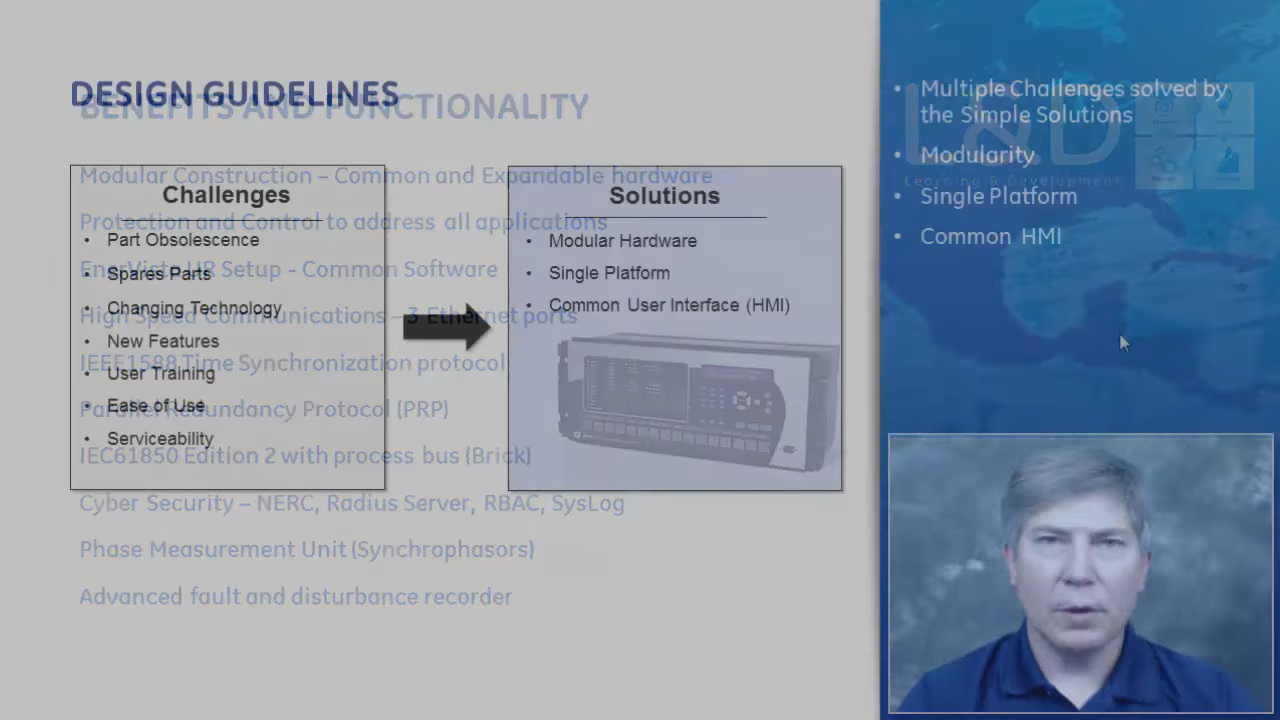 DESIGN GUIDELINES
BENEFITS AND FUNCTIONALITY
Challenges
• Part Obsolescence
• Spares Parts
• Changing Technology
• New Features
• User Training
• Ease of Use
• Serviceability
Solutions
• Modular Hardware
• Single Platform
• Common User Interface (HMI)
Modular Construction – Common and Expandable hardware
Protection and Control to address all applications
EnerVista UR Setup - Common Software
High Speed Communications – 3 Ethernet ports
IEEE1588 Time Synchronization protocol
Parallel Redundancy Protocol (PRP)
IEC61850 Edition 2 with process bus (Brick)
Cyber Security – NERC, Radius Server, RBAC, SysLog
Phase Measurement Unit (Synchrophasors)
Advanced fault and disturbance recorder
• Multiple Challenges solved by
the Simple Solutions
• Modularity
• Single Platform
• Common HMI
L&D
Learning & Development